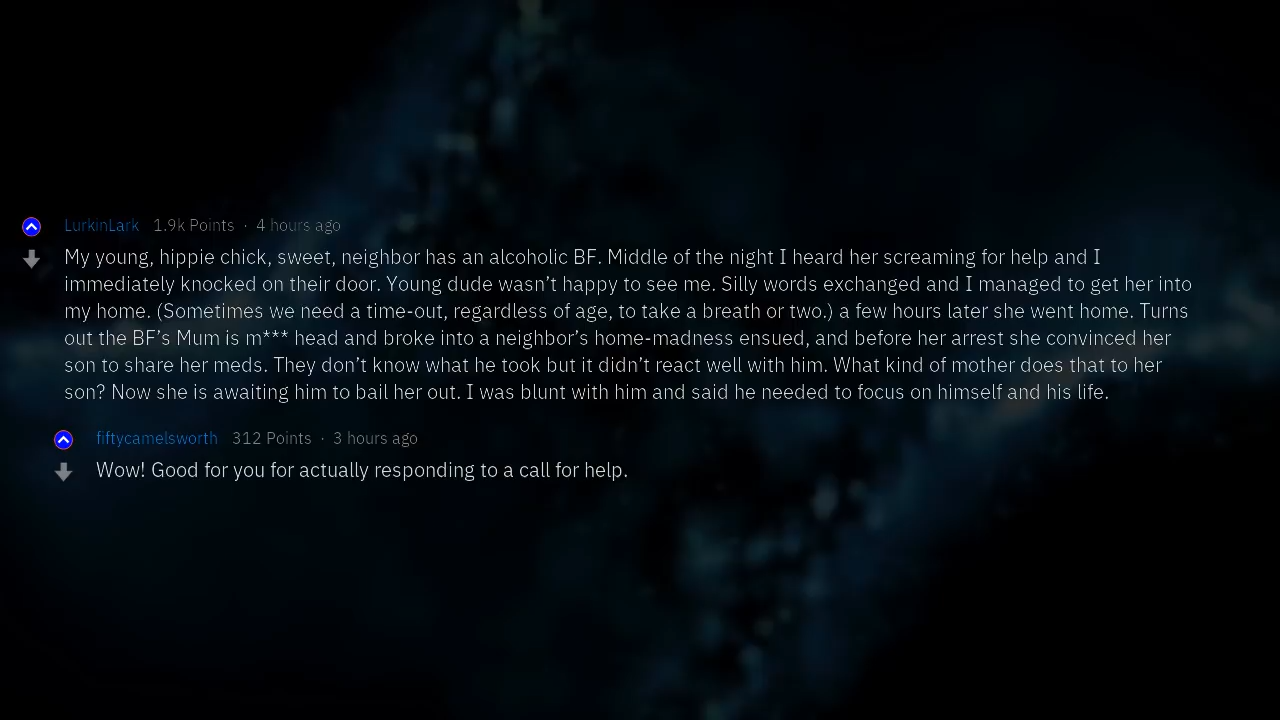 LurkinLark 1.9k Points · 4 hours ago
My young, hippie chick, sweet, neighbor has an alcoholic BF. Middle of the night I heard her screaming for help and I
immediately knocked on their door. Young dude wasn’t happy to see me. Silly words exchanged and I managed to get her into
my home. (Sometimes we need a time-out, regardless of age, to take a breath or two.) a few hours later she went home. Turns
out the BF’s Mum is m*** head and broke into a neighbor’s home-madness ensued, and before her arrest she convinced her
son to share her meds. They don’t know what he took but it didn’t react well with him. What kind of mother does that to her
son? Now she is awaiting him to bail her out. I was blunt with him and said he needed to focus on himself and his life.
fiftycamelsworth 312 Points · 3 hours ago
Wow! Good for you for actually responding to a call for help.